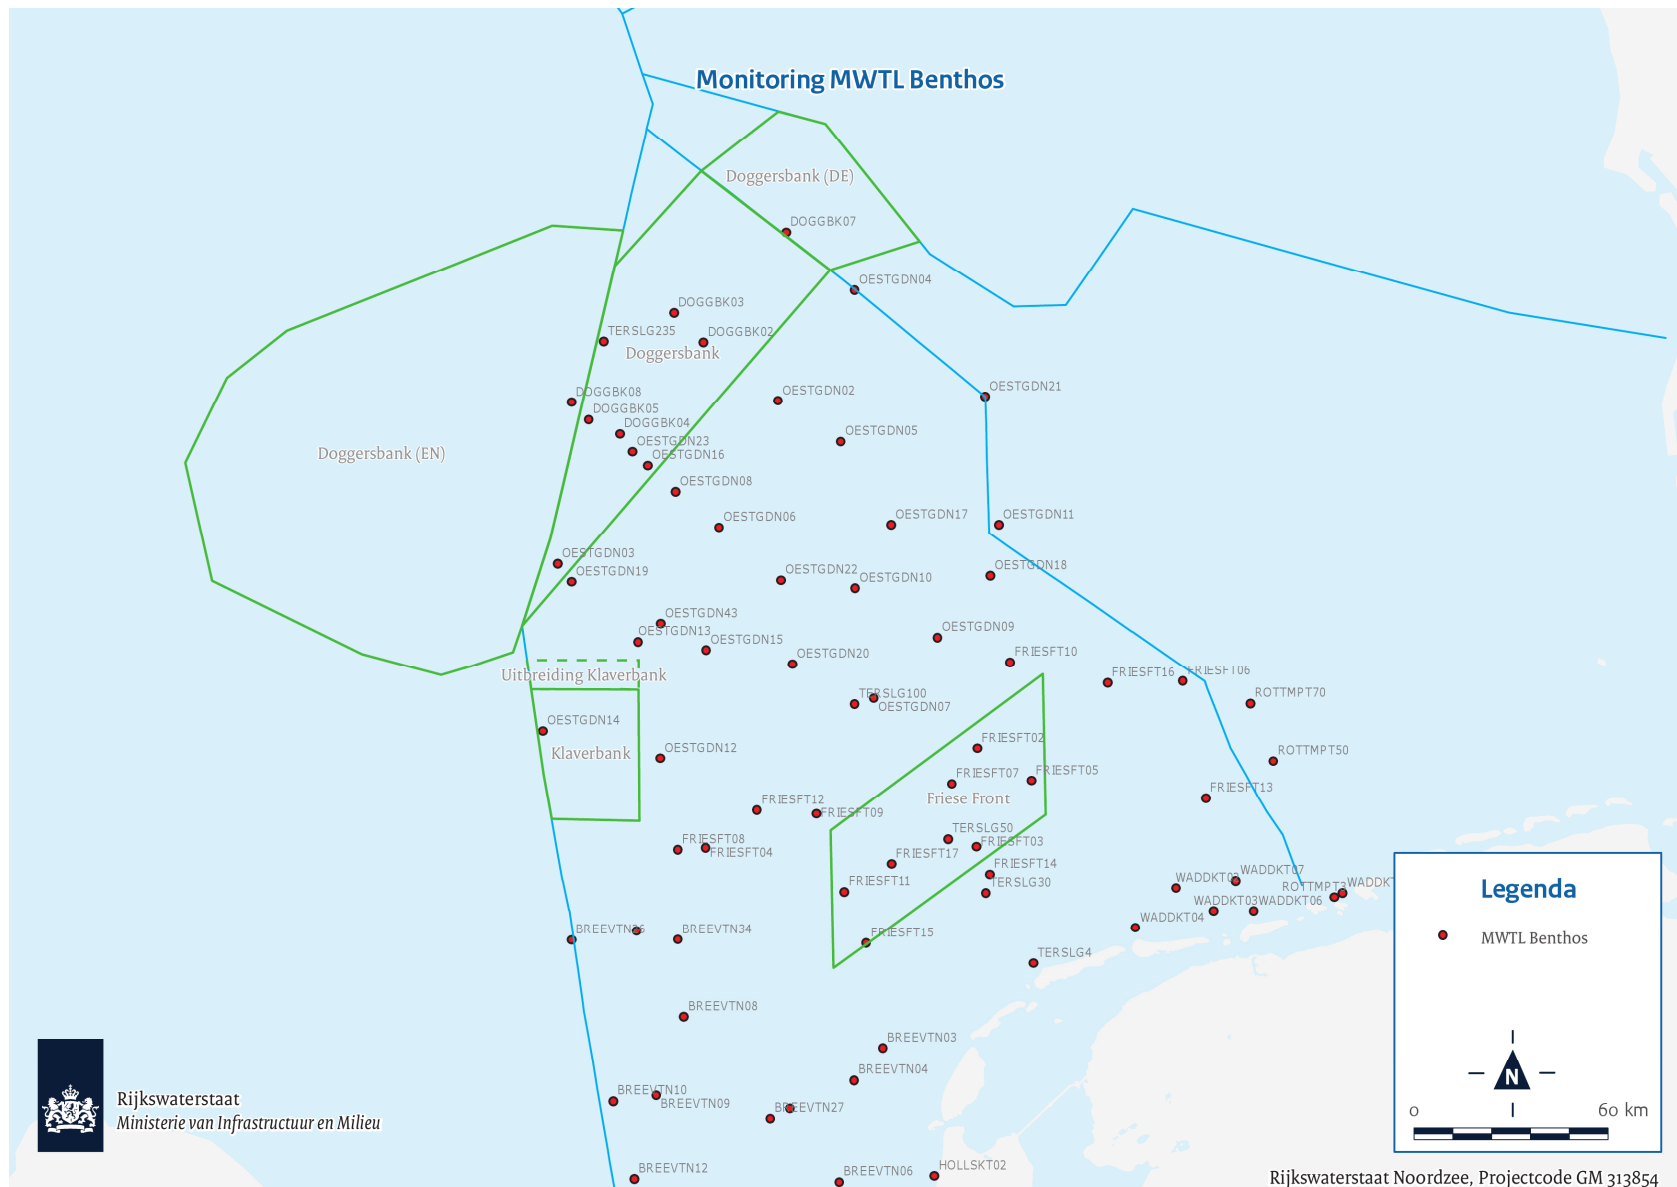 Monitoring MWTL Benthos
Doggersbank (DE)
DOGGBK07
OESTGDN04
DOGGBK03
TERSLG235
DOGGBK02
Doggersbank
OESTGDN21
DOGGBK08
OESTGDN02
DOGGBK05
DOGGBK04
OESTGDN05
OESTGDN23
Doggersbank (EN)
OESTGDN16
OESTGDN08
OESTGDN06
OESTGDN17
OESTGDN11
OESTGDN03
OESTGDN19
OESTGDN22
OESTGDN10
OESTGDN18
OESTGDN43
OESTGDN13
OESTGDN15
OESTGDN09
OESTGDN20
FRIESFT10
Uitbreiding Klaverbank
FRIESFT16
FRIESFT06
ROTTMPT70
TERSLG100
OESTGDN07
OESTGDN14
Klaverbank
OESTGDN12
FRIESFT02
ROTTMPT50
FRIESFT07
FRIESFT05
Friese Front
FRIESFT13
FRIESFT12
FRIESFT09
TERSLG50
FRIESFT08
FRIESFT04
FRIESFT03
FRIESFT17
FRIESFT14
TERSLG30
FRIESFT11
WADDKT07
ROTTMPT3
WADDKT
WADDKT03
WADDKT06
WADDKT04
BREEVTN34
FRIESFT15
TERSLG4
BREEVTN08
BREEVTN03
BREEVTN04
BREEVTN10
BREEVTN09
BREEVTN27
BREEVTN12
BREEVTN06
HOLLSKT02
Legenda
MWTL Benthos
N
0 60 km
Rijkswaterstaat
Ministerie van Infrastructuur en Milieu
Rijkswaterstaat Noordzee, Projectcode GM 313854